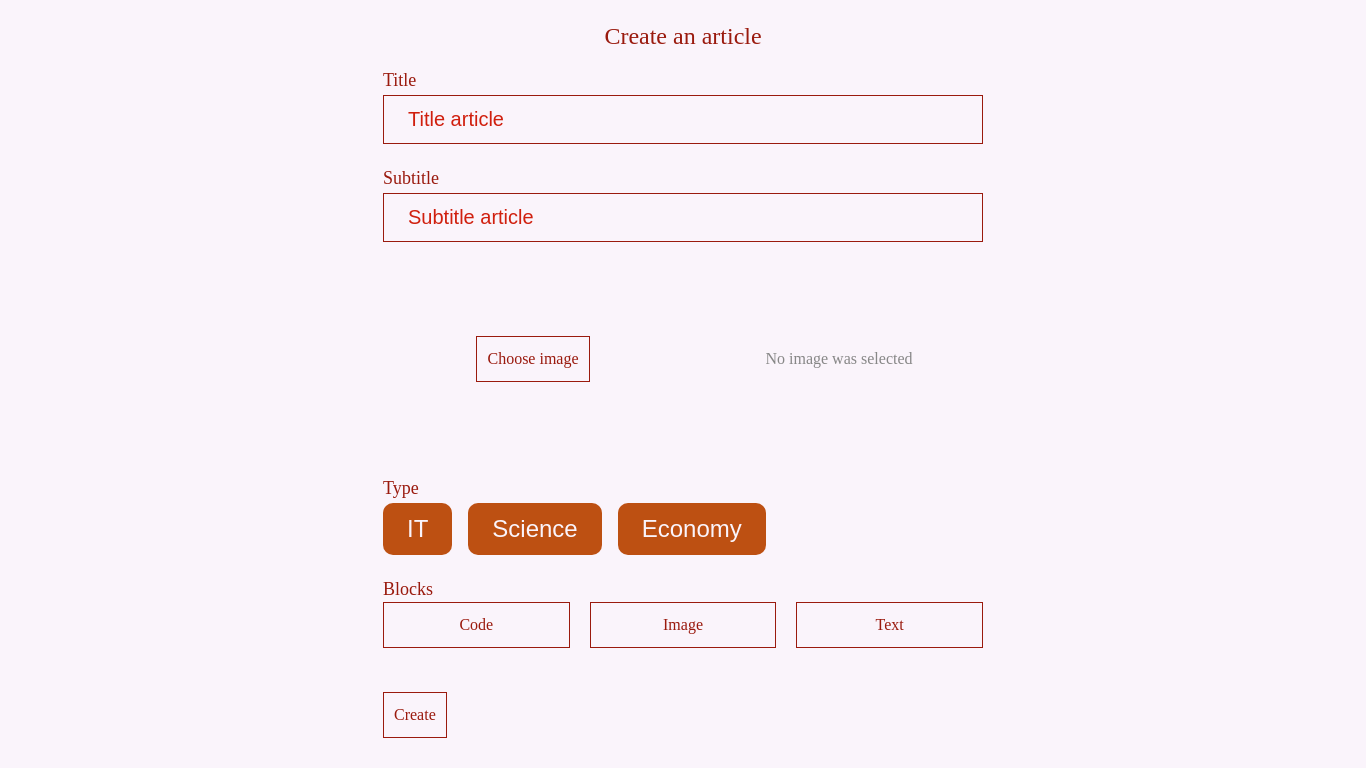 Create an article
Title
Title article
Subtitle
Subtitle article
Choose image
No image was selected
Type
IT Science Economy
Blocks
Code Image Text
Create